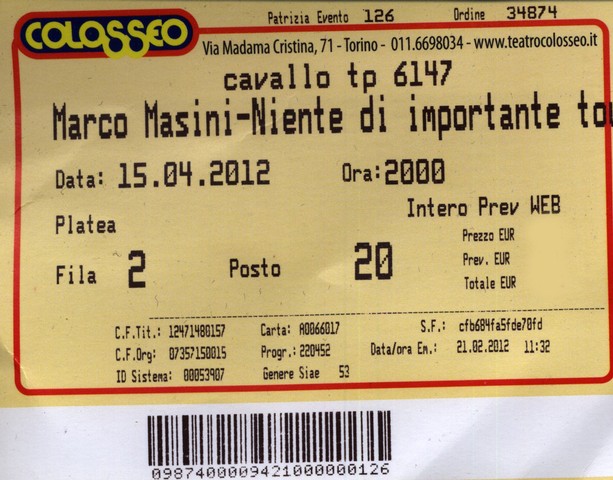 Patrizia Evento 126 Ordine 34874
COLOSSEO
Via Madama Cristina, 71 - Torino - 011.6698034 - www.teatrocolosseo.it
cavallo tp 6147
Marco Masini-Niente di importante tou
Data: 15.04.2012 Ora:2000
Intero Prev WEB
Platea
Prezzo EUR
Prev. EUR
Fila 2 Posto 20
Totale EUR
C.F.Tit.: 12471480157 Carta: A0066017 S.F.: cfb684fa5fde70fd
C.F.Org: 07357150015 Progr.: 220452 Data/ora Em.: 21.02.2012 11:32
ID Sistema: 00053907 Genere Siae 53
0987400009421000000126